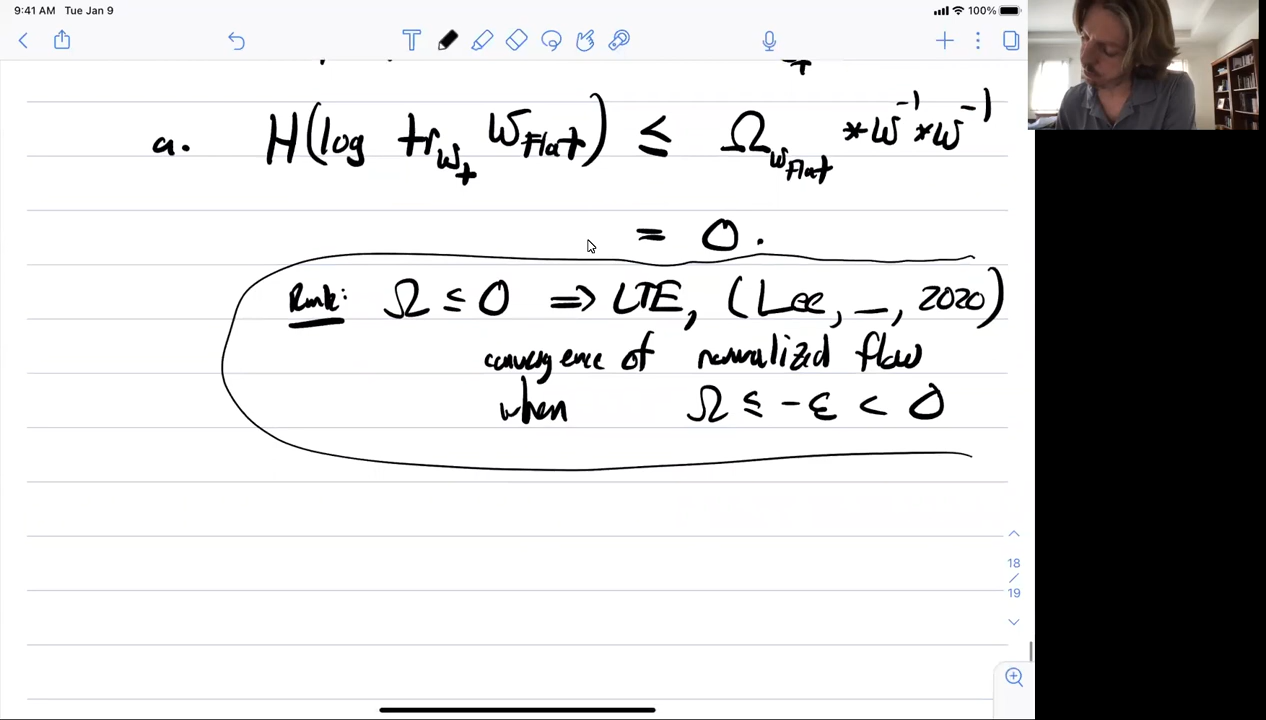 9:41 AM Tue Jan 9
100%
a. H(log tr_{ω_t} ω_{Flat}) ≤ Ω_{ω_{Flat}} * ω^{-1} * ω^{-1}
= 0.
Rmk: Ω ≤ 0 ⇒ LTE, (Lee, _, 2020)
convergence of normalized flow
when Ω ≤ -ε < 0
18
/
19